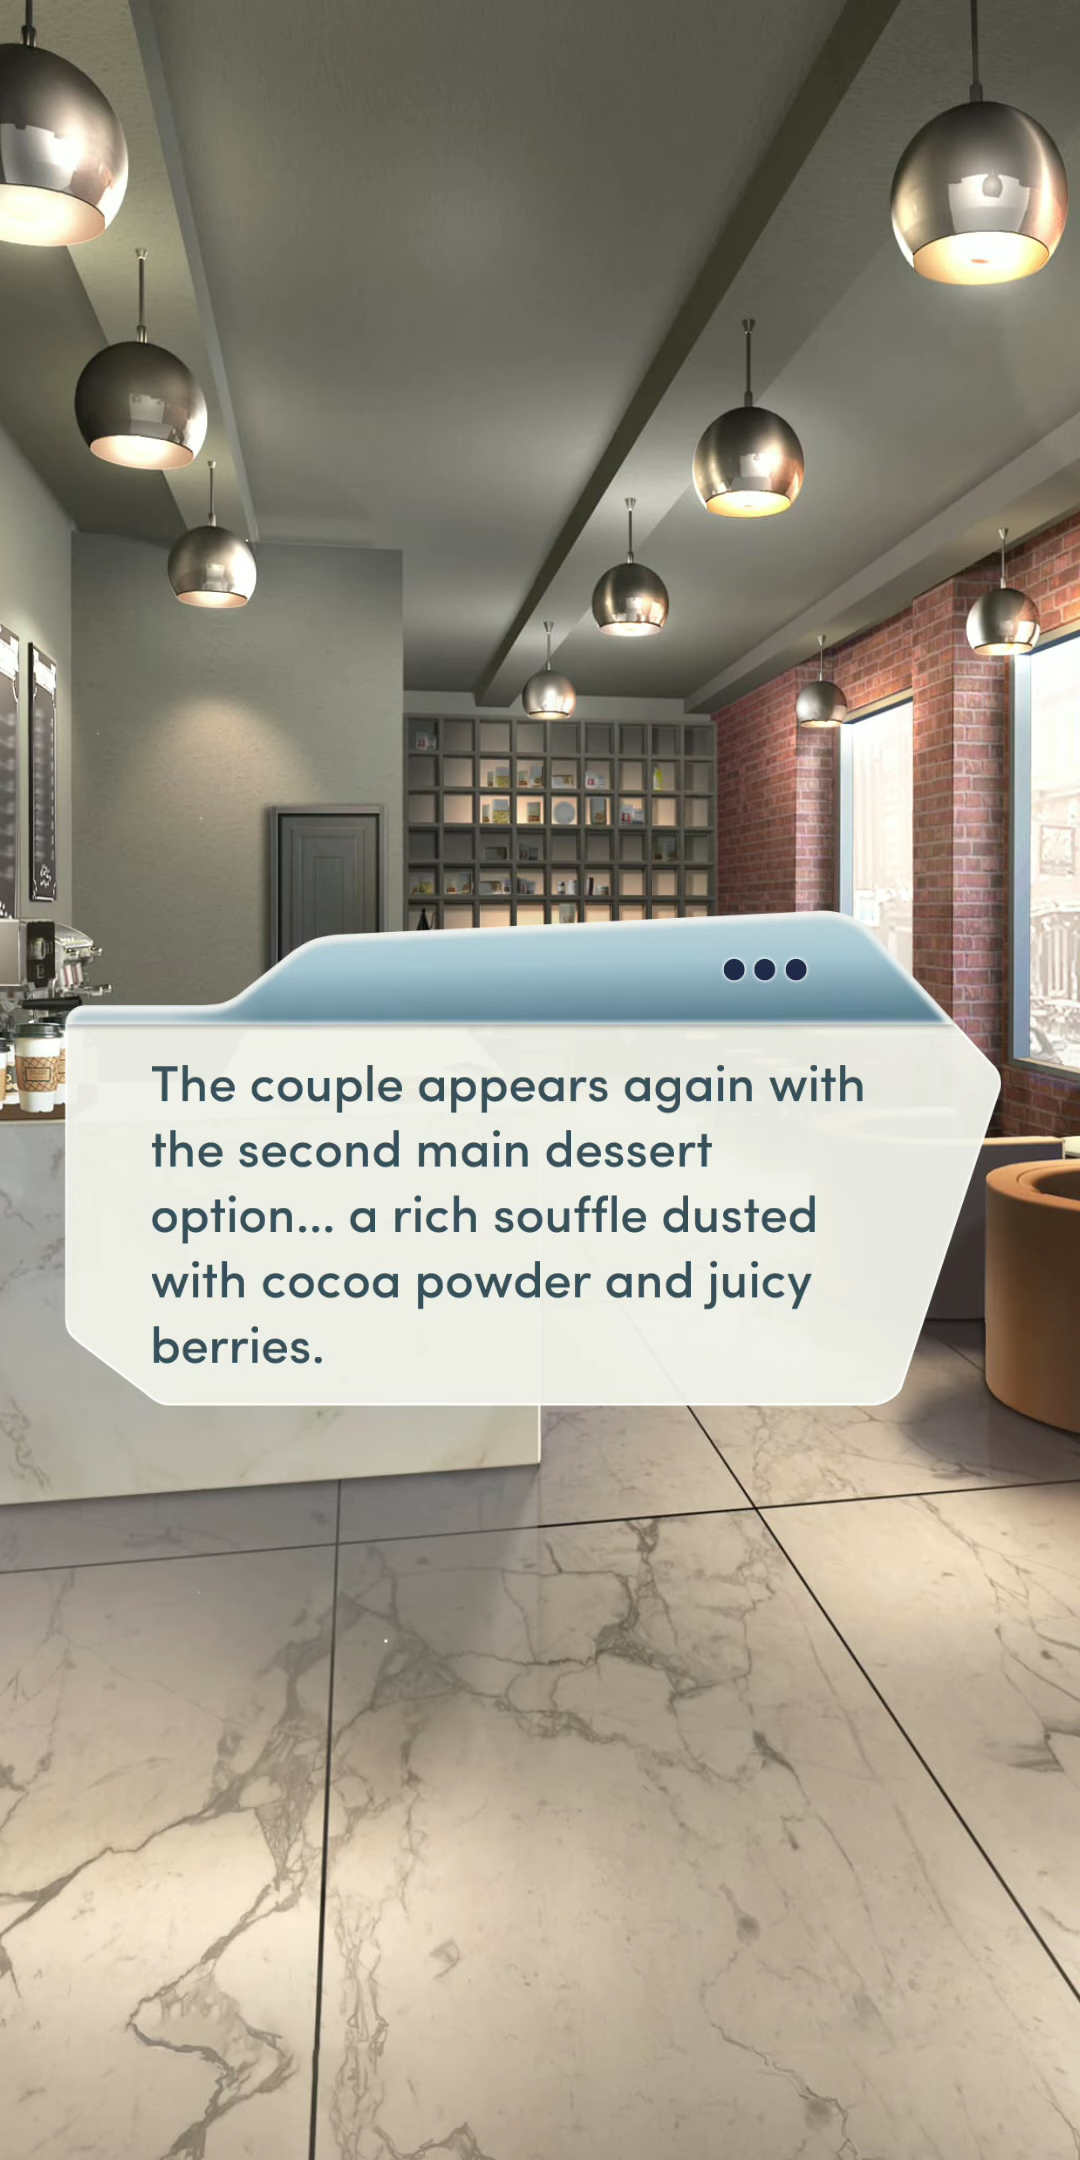 The couple appears again with
the second main dessert
option... a rich souffle dusted
with cocoa powder and juicy
berries.